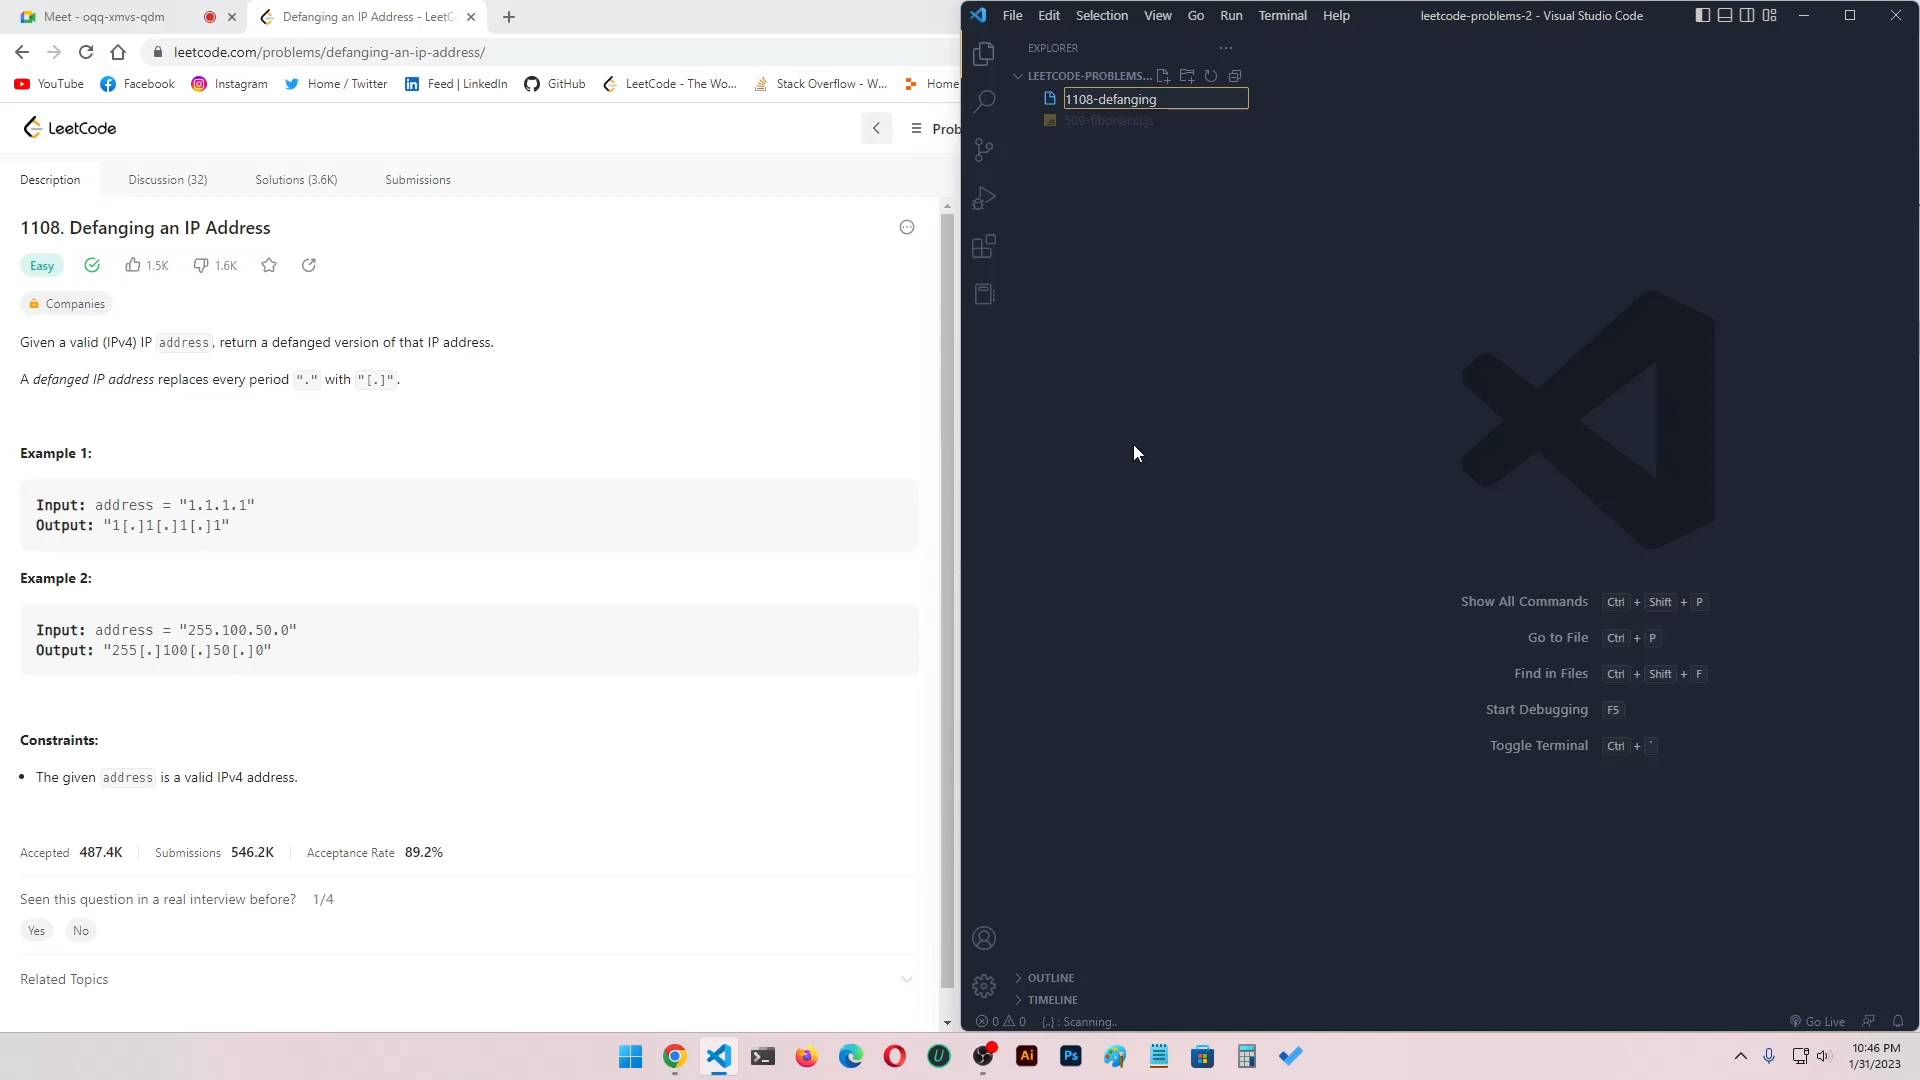 Meet - oqq-xmvs-qdm
Defanging an IP Address - LeetC
leetcode.com/problems/defanging-an-ip-address/
YouTube Facebook Instagram Home / Twitter Feed | LinkedIn GitHub LeetCode - The Wo... Stack Overflow - W... Home
LeetCode
Prob
Description Discussion (32) Solutions (3.6K) Submissions
1108. Defanging an IP Address
Easy 1.5K 1.6K
Companies
Given a valid (IPv4) IP address, return a defanged version of that IP address.
A defanged IP address replaces every period "." with "[.]".
Example 1:
Input: address = "1.1.1.1"
Output: "1[.]1[.]1[.]1"
Example 2:
Input: address = "255.100.50.0"
Output: "255[.]100[.]50[.]0"
Constraints:
• The given address is a valid IPv4 address.
Accepted 487.4K Submissions 546.2K Acceptance Rate 89.2%
Seen this question in a real interview before? 1/4
Yes No
Related Topics
File Edit Selection View Go Run Terminal Help
leetcode-problems-2 - Visual Studio Code
EXPLORER
LEETCODE-PROBLEMS...
1108-defanging
509-fibonacci.js
Show All Commands Ctrl + Shift + P
Go to File Ctrl + P
Find in Files Ctrl + Shift + F
Start Debugging F5
Toggle Terminal Ctrl + `
OUTLINE
TIMELINE
0 0 {..} : Scanning..
Go Live
Ai Ps
10:46 PM
1/31/2023